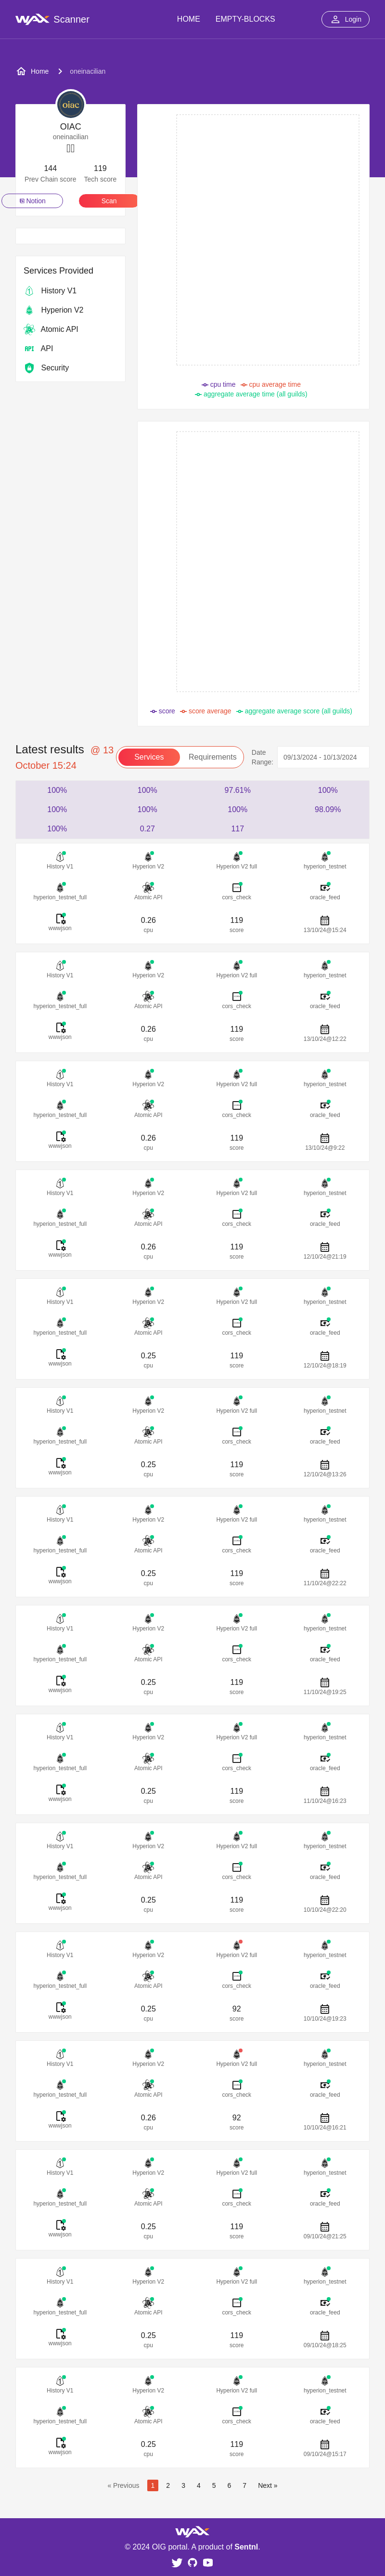 WAX Scanner
HOME
EMPTY-BLOCKS
Login
Home
oneinacilian
oiac
OIAC
oneinacilian
144
119
Prev Chain score
Tech score
Notion
Scan
Services Provided
History V1
Hyperion V2
Atomic API
API API
Security
cpu time
cpu average time
aggregate average time (all guilds)
score
score average
aggregate average score (all guilds)
Latest results @ 13
October 15:24
Services
Requirements
Date
Range:
09/13/2024 - 10/13/2024
100% 100% 97.61% 100%
100% 100% 100% 98.09%
100% 0.27 117
History V1 Hyperion V2 Hyperion V2 full hyperion_testnet
hyperion_testnet_full Atomic API cors_check oracle_feed
0.26 119
wwwjson cpu score 13/10/24@15:24
History V1 Hyperion V2 Hyperion V2 full hyperion_testnet
hyperion_testnet_full Atomic API cors_check oracle_feed
0.26 119
wwwjson cpu score 13/10/24@12:22
History V1 Hyperion V2 Hyperion V2 full hyperion_testnet
hyperion_testnet_full Atomic API cors_check oracle_feed
0.26 119
wwwjson cpu score 13/10/24@9:22
History V1 Hyperion V2 Hyperion V2 full hyperion_testnet
hyperion_testnet_full Atomic API cors_check oracle_feed
0.26 119
wwwjson cpu score 12/10/24@21:19
History V1 Hyperion V2 Hyperion V2 full hyperion_testnet
hyperion_testnet_full Atomic API cors_check oracle_feed
0.25 119
wwwjson cpu score 12/10/24@18:19
History V1 Hyperion V2 Hyperion V2 full hyperion_testnet
hyperion_testnet_full Atomic API cors_check oracle_feed
0.25 119
wwwjson cpu score 12/10/24@13:26
History V1 Hyperion V2 Hyperion V2 full hyperion_testnet
hyperion_testnet_full Atomic API cors_check oracle_feed
0.25 119
wwwjson cpu score 11/10/24@22:22
History V1 Hyperion V2 Hyperion V2 full hyperion_testnet
hyperion_testnet_full Atomic API cors_check oracle_feed
0.25 119
wwwjson cpu score 11/10/24@19:25
History V1 Hyperion V2 Hyperion V2 full hyperion_testnet
hyperion_testnet_full Atomic API cors_check oracle_feed
0.25 119
wwwjson cpu score 11/10/24@16:23
History V1 Hyperion V2 Hyperion V2 full hyperion_testnet
hyperion_testnet_full Atomic API cors_check oracle_feed
0.25 119
wwwjson cpu score 10/10/24@22:20
History V1 Hyperion V2 Hyperion V2 full hyperion_testnet
hyperion_testnet_full Atomic API cors_check oracle_feed
0.25 92
wwwjson cpu score 10/10/24@19:23
History V1 Hyperion V2 Hyperion V2 full hyperion_testnet
hyperion_testnet_full Atomic API cors_check oracle_feed
0.26 92
wwwjson cpu score 10/10/24@16:21
History V1 Hyperion V2 Hyperion V2 full hyperion_testnet
hyperion_testnet_full Atomic API cors_check oracle_feed
0.25 119
wwwjson cpu score 09/10/24@21:25
History V1 Hyperion V2 Hyperion V2 full hyperion_testnet
hyperion_testnet_full Atomic API cors_check oracle_feed
0.25 119
wwwjson cpu score 09/10/24@18:25
History V1 Hyperion V2 Hyperion V2 full hyperion_testnet
hyperion_testnet_full Atomic API cors_check oracle_feed
0.25 119
wwwjson cpu score 09/10/24@15:17
« Previous 1 2 3 4 5 6 7 Next »
WAX
© 2024 OIG portal. A product of Sentnl.